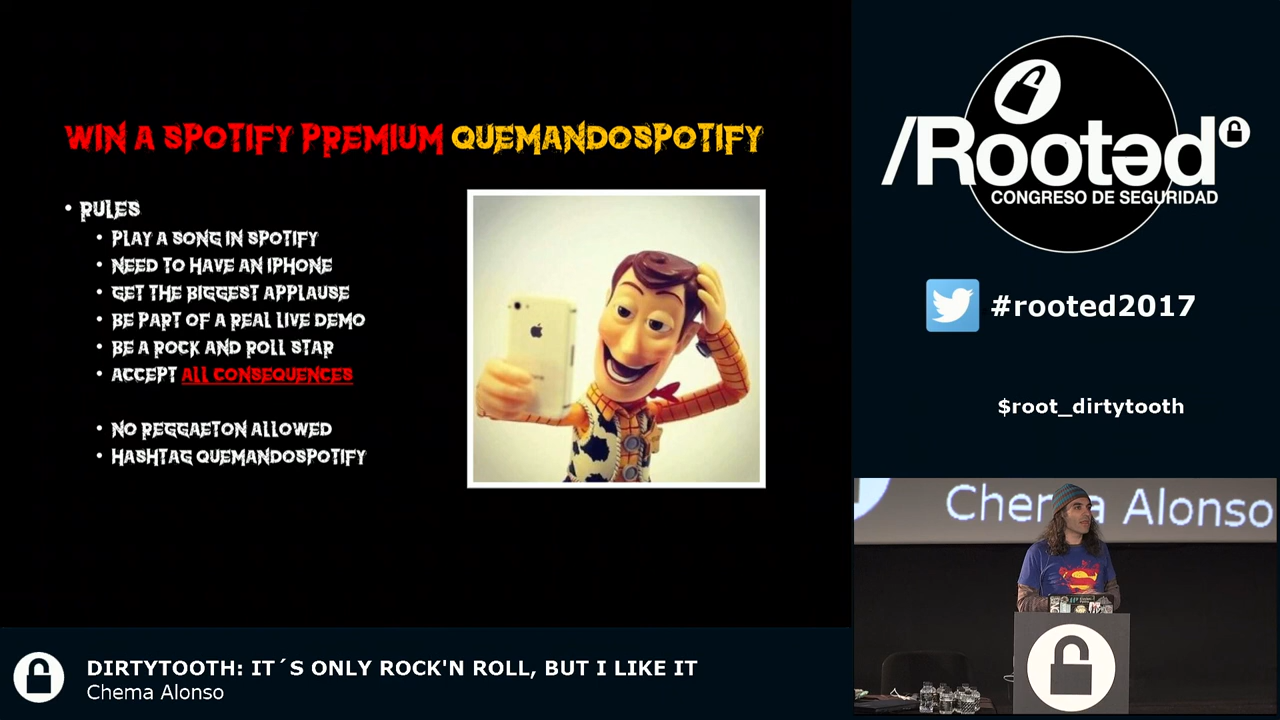 WIN A SPOTIFY PREMIUM QUEMANDOSPOTIFY
• RULES
• PLAY A SONG IN SPOTIFY
• NEED TO HAVE AN IPHONE
• GET THE BIGGEST APPLAUSE
• BE PART OF A REAL LIVE DEMO
• BE A ROCK AND ROLL STAR
• ACCEPT ALL CONSEQUENCES
• NO REGGAETON ALLOWED
• HASHTAG QUEMANDOSPOTIFY
/Rootəd
CONGRESO DE SEGURIDAD
#rooted2017
$root_dirtytooth
Chema Alonso
DIRTYTOOTH: IT´S ONLY ROCK'N ROLL, BUT I LIKE IT
Chema Alonso